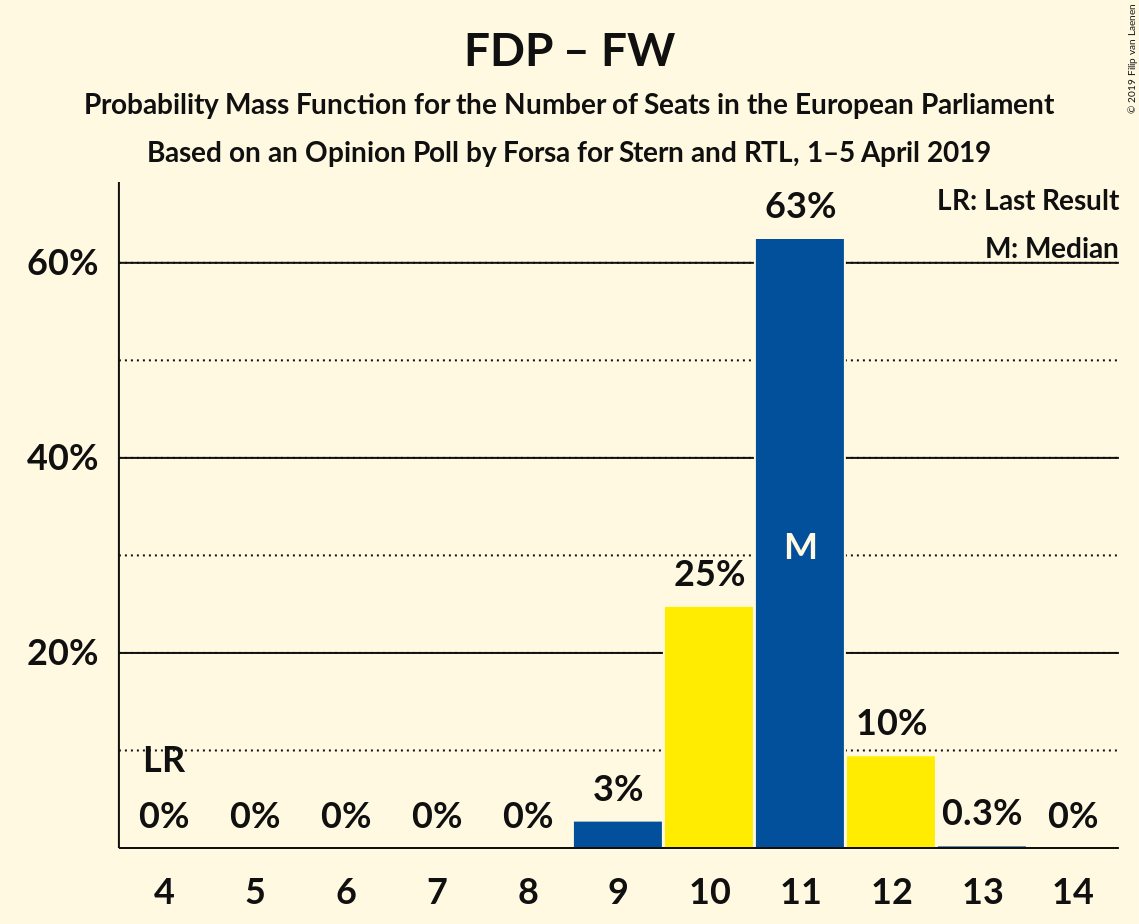 FDP – FW
Probability Mass Function for the Number of Seats in the European Parliament
Based on an Opinion Poll by Forsa for Stern and RTL, 1–5 April 2019
© 2019 Filip van Laenen
LR: Last Result
M: Median
63%
60%
40%
M
25%
20%
10%
LR
3%
0% 0% 0% 0% 0% 0.3% 0%
4 5 6 7 8 9 10 11 12 13 14